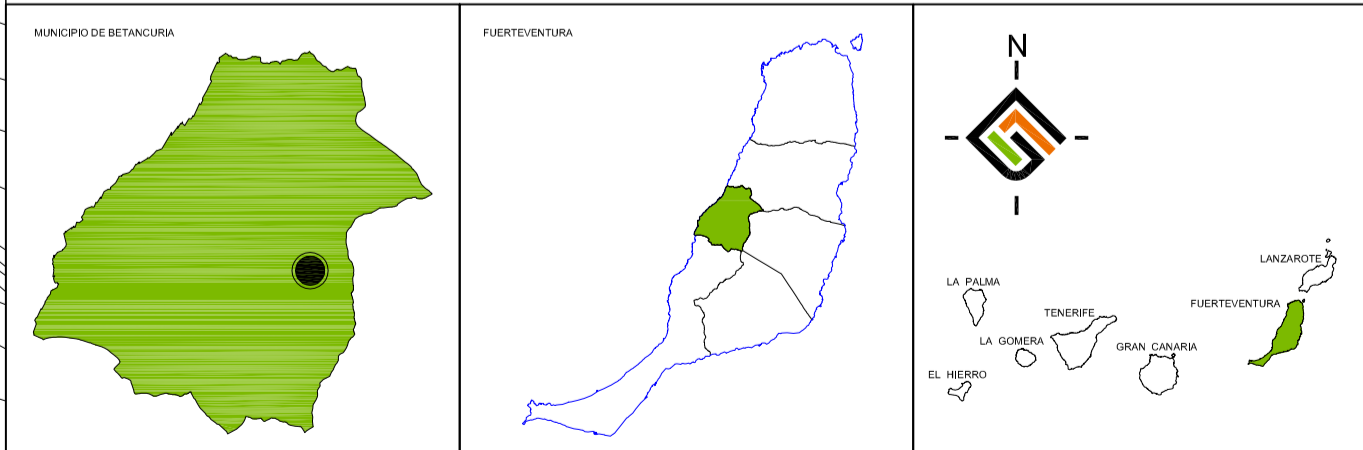 MUNICIPIO DE BETANCURIA
FUERTEVENTURA
N
LANZAROTE
LA PALMA
FUERTEVENTURA
TENERIFE
LA GOMERA
GRAN CANARIA
EL HIERRO